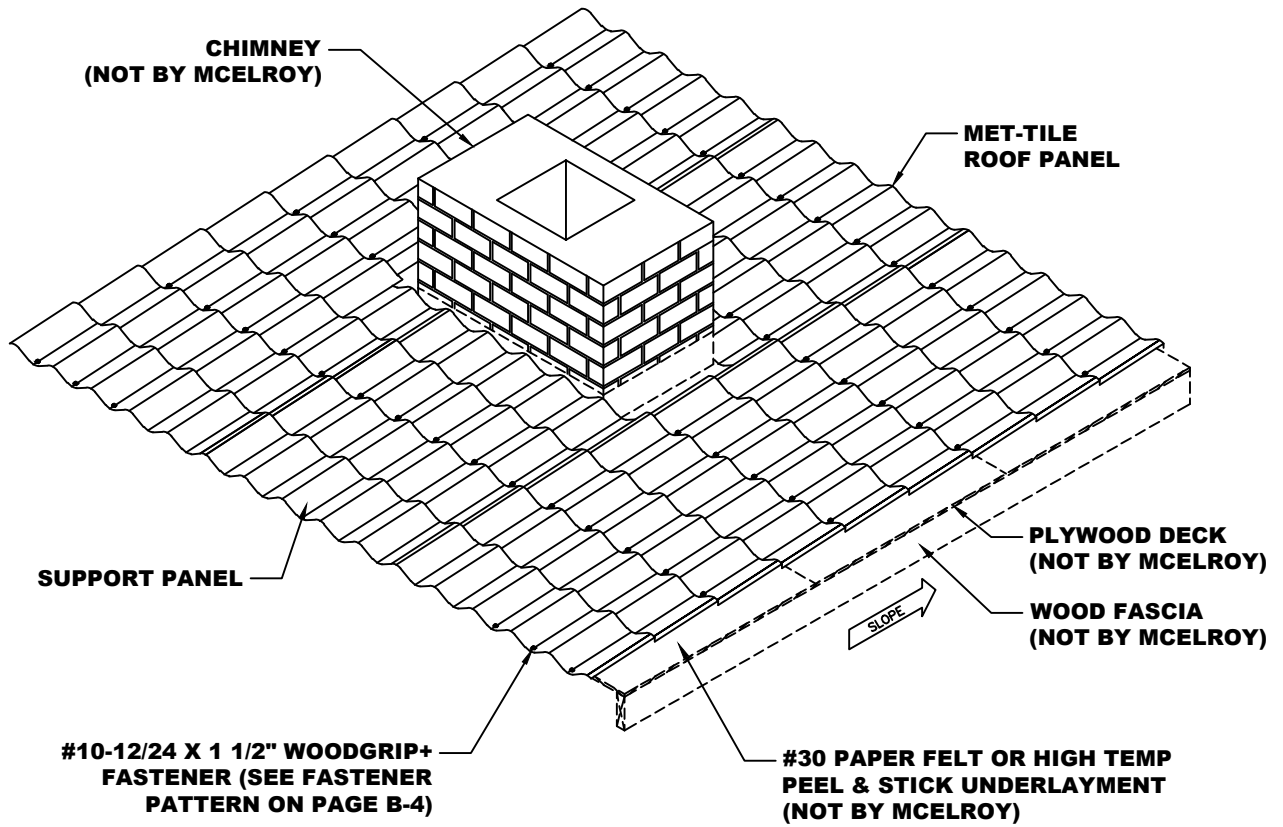 CHIMNEY
(NOT BY MCELROY)
MET-TILE
ROOF PANEL
SUPPORT PANEL
PLYWOOD DECK
(NOT BY MCELROY)
WOOD FASCIA
(NOT BY MCELROY)
SLOPE
#10-12/24 X 1 1/2" WOODGRIP+
FASTENER (SEE FASTENER
PATTERN ON PAGE B-4)
#30 PAPER FELT OR HIGH TEMP
PEEL & STICK UNDERLAYMENT
(NOT BY MCELROY)